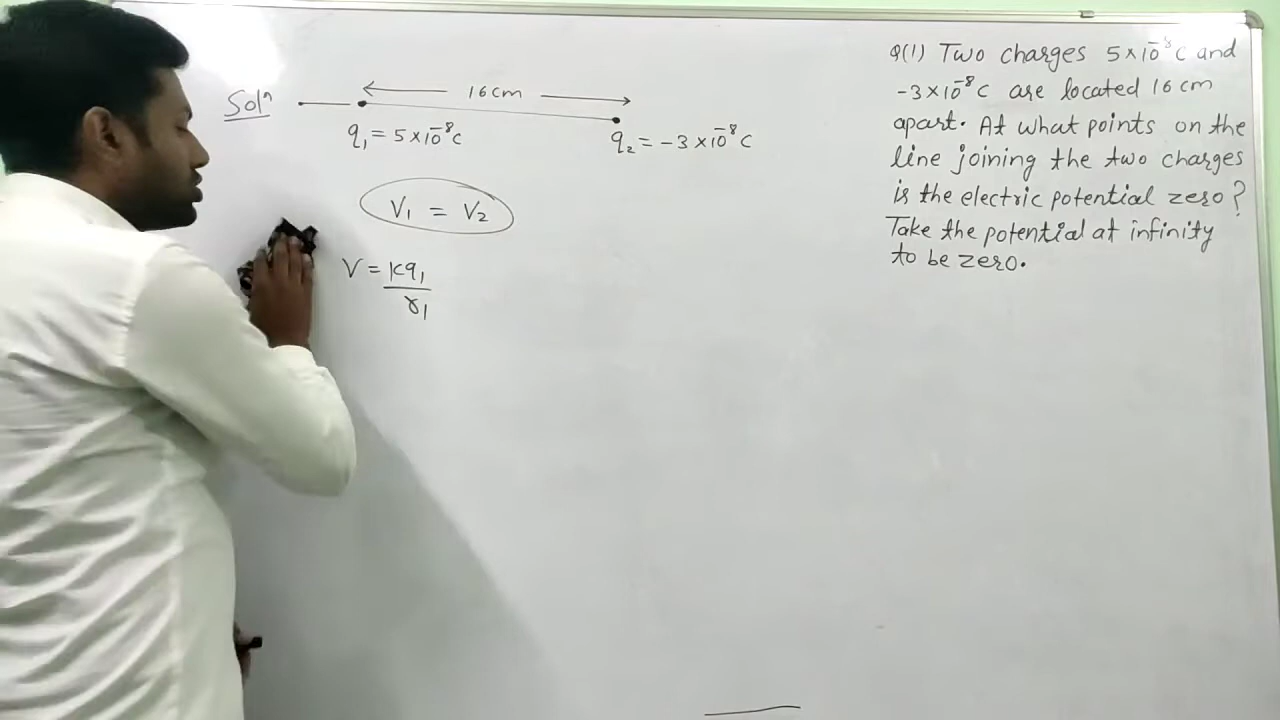 Q(1) Two charges 5×10⁻⁸C and
-3×10⁻⁸C are located 16 cm
apart. At what points on the
line joining the two charges
is the electric potential zero?
Take the potential at infinity
to be zero.
Solⁿ
16cm
q₁ = 5×10⁻⁸C
q₂ = -3×10⁻⁸C
V₁ = V₂
V = Kq₁/r₁